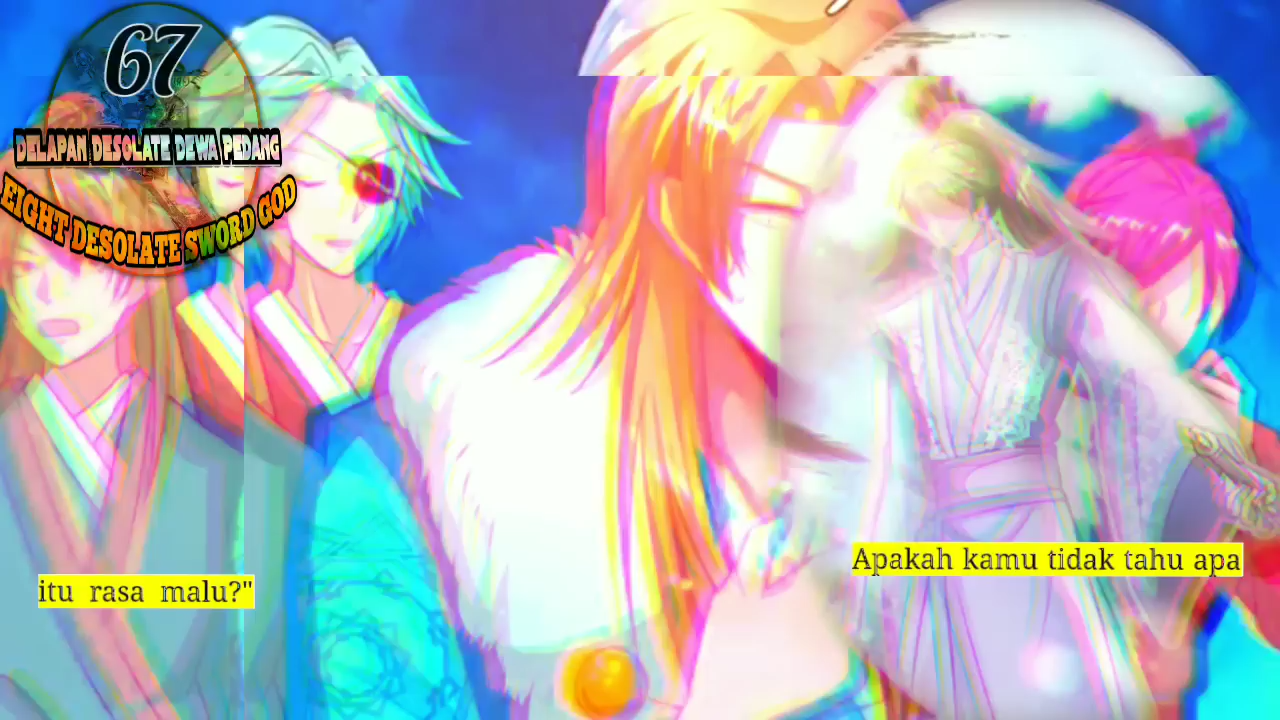 67
DELAPAN DESOLATE DEWA PEDANG
EIGHT DESOLATE SWORD GOD
Apakah kamu tidak tahu apa
itu rasa malu?"